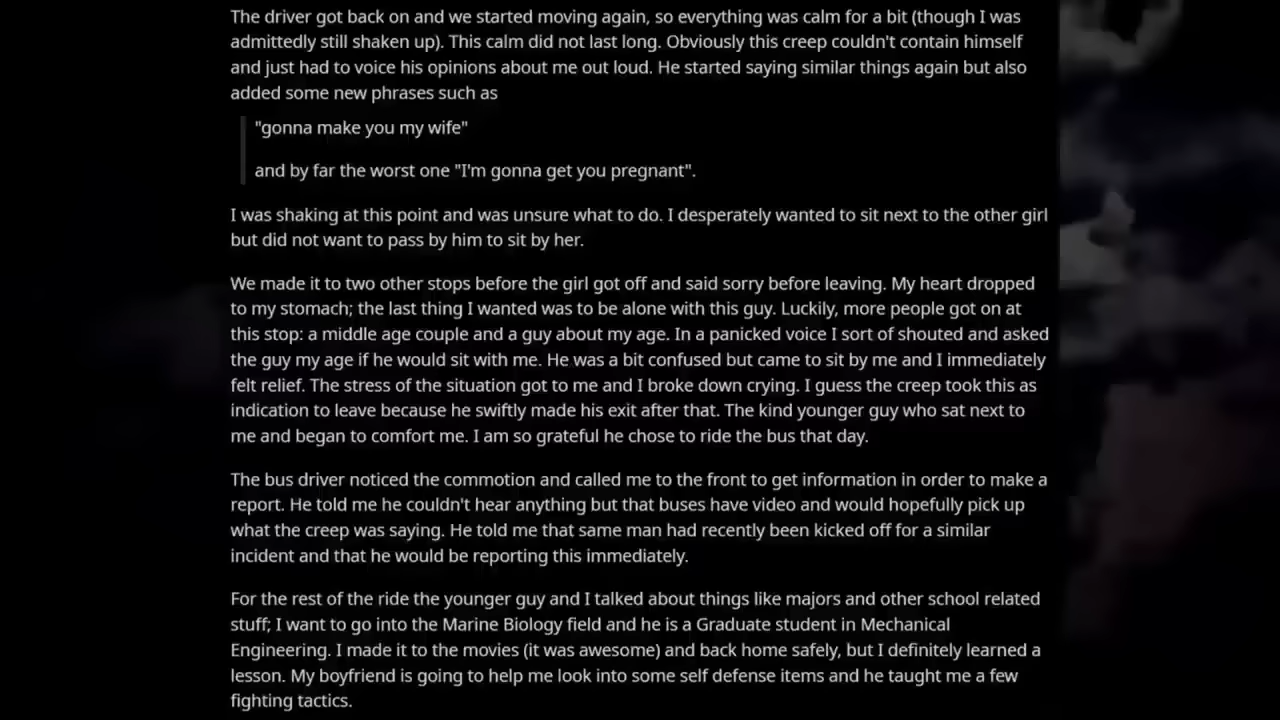 The driver got back on and we started moving again, so everything was calm for a bit (though I was
admittedly still shaken up). This calm did not last long. Obviously this creep couldn't contain himself
and just had to voice his opinions about me out loud. He started saying similar things again but also
added some new phrases such as
"gonna make you my wife"
and by far the worst one "I'm gonna get you pregnant".
I was shaking at this point and was unsure what to do. I desperately wanted to sit next to the other girl
but did not want to pass by him to sit by her.
We made it to two other stops before the girl got off and said sorry before leaving. My heart dropped
to my stomach; the last thing I wanted was to be alone with this guy. Luckily, more people got on at
this stop: a middle age couple and a guy about my age. In a panicked voice I sort of shouted and asked
the guy my age if he would sit with me. He was a bit confused but came to sit by me and I immediately
felt relief. The stress of the situation got to me and I broke down crying. I guess the creep took this as
indication to leave because he swiftly made his exit after that. The kind younger guy who sat next to
me and began to comfort me. I am so grateful he chose to ride the bus that day.
The bus driver noticed the commotion and called me to the front to get information in order to make a
report. He told me he couldn't hear anything but that buses have video and would hopefully pick up
what the creep was saying. He told me that same man had recently been kicked off for a similar
incident and that he would be reporting this immediately.
For the rest of the ride the younger guy and I talked about things like majors and other school related
stuff; I want to go into the Marine Biology field and he is a Graduate student in Mechanical
Engineering. I made it to the movies (it was awesome) and back home safely, but I definitely learned a
lesson. My boyfriend is going to help me look into some self defense items and he taught me a few
fighting tactics.